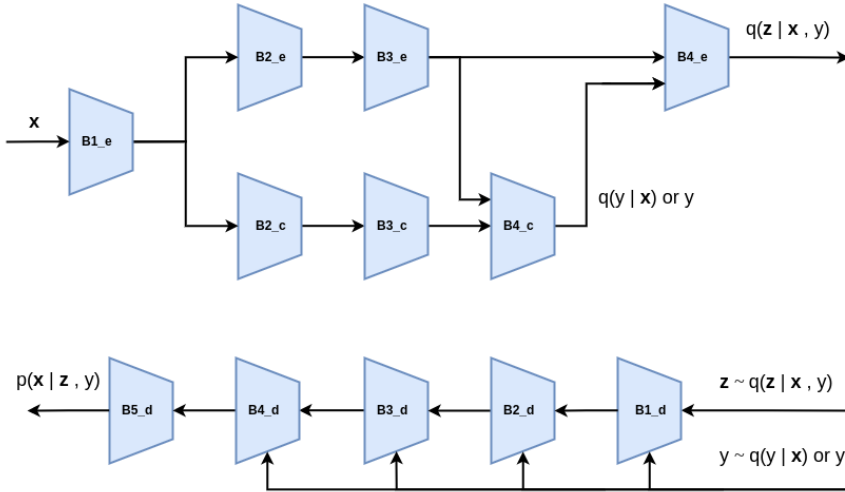 q(z | x , y)
B2_e
B3_e
B4_e
x
B1_e
q(y | x) or y
B2_c
B3_c
B4_c
p(x | z , y)
z ~ q(z | x , y)
B5_d
B4_d
B3_d
B2_d
B1_d
y ~ q(y | x) or y